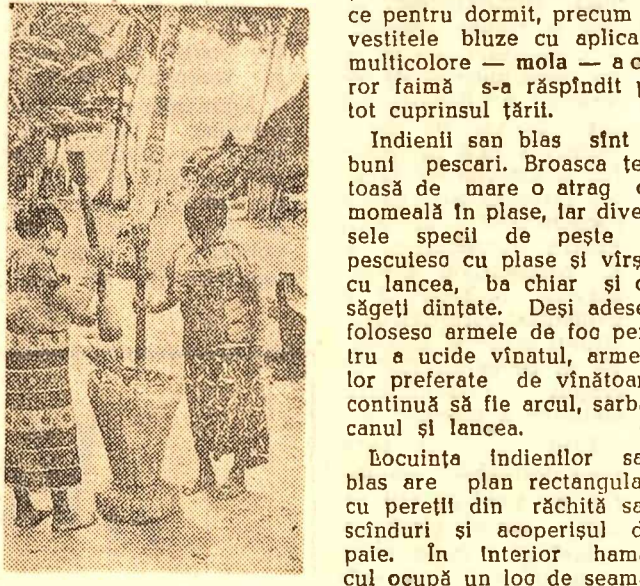 ce pentru dormit, precum
vestitele bluze cu aplica
multicolore — mola — a c
ror faimă s-a răspîndit p
tot cuprinsul țării.
Indienii san blas sînt
buni pescari. Broasca țe
toasă de mare o atrag c
momeală în plase, iar dive
sele specii de pește
pescuiesc cu plase și vîrș
cu lancea, ba chiar și c
săgeți dințate. Deși adese
folosesc armele de foc pe
tru a ucide vînatul, arme
lor preferate de vînătoar
continuă să fie arcul, sarb
canul și lancea.
Locuința indienilor sa
blas are plan rectangula
cu pereții din răchită sa
scînduri și acoperișul d
paie. În interior hama
cul ocupă un loc de seam